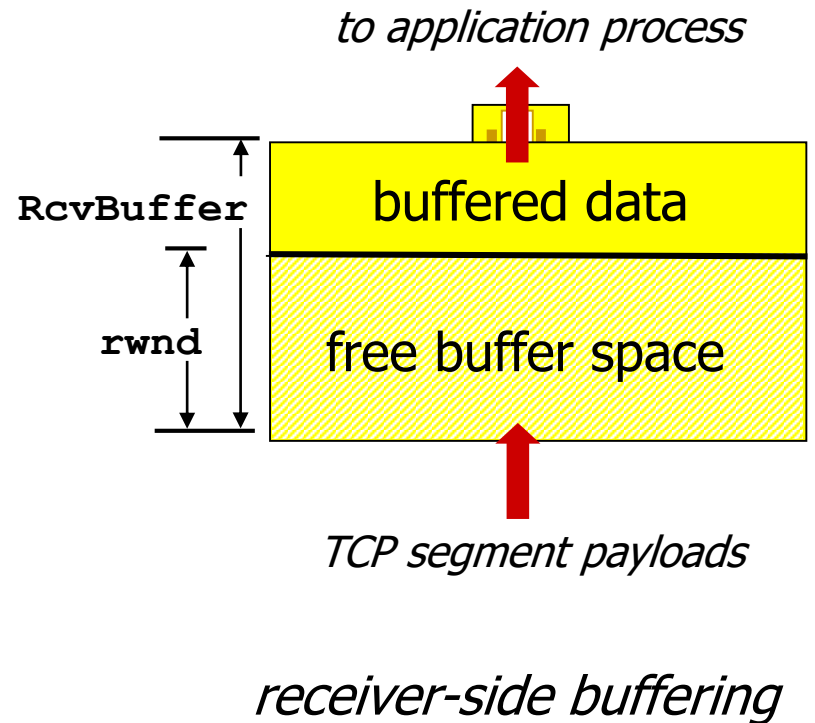 to application process
RcvBuffer
buffered data
rwnd
free buffer space
TCP segment payloads
receiver-side buffering